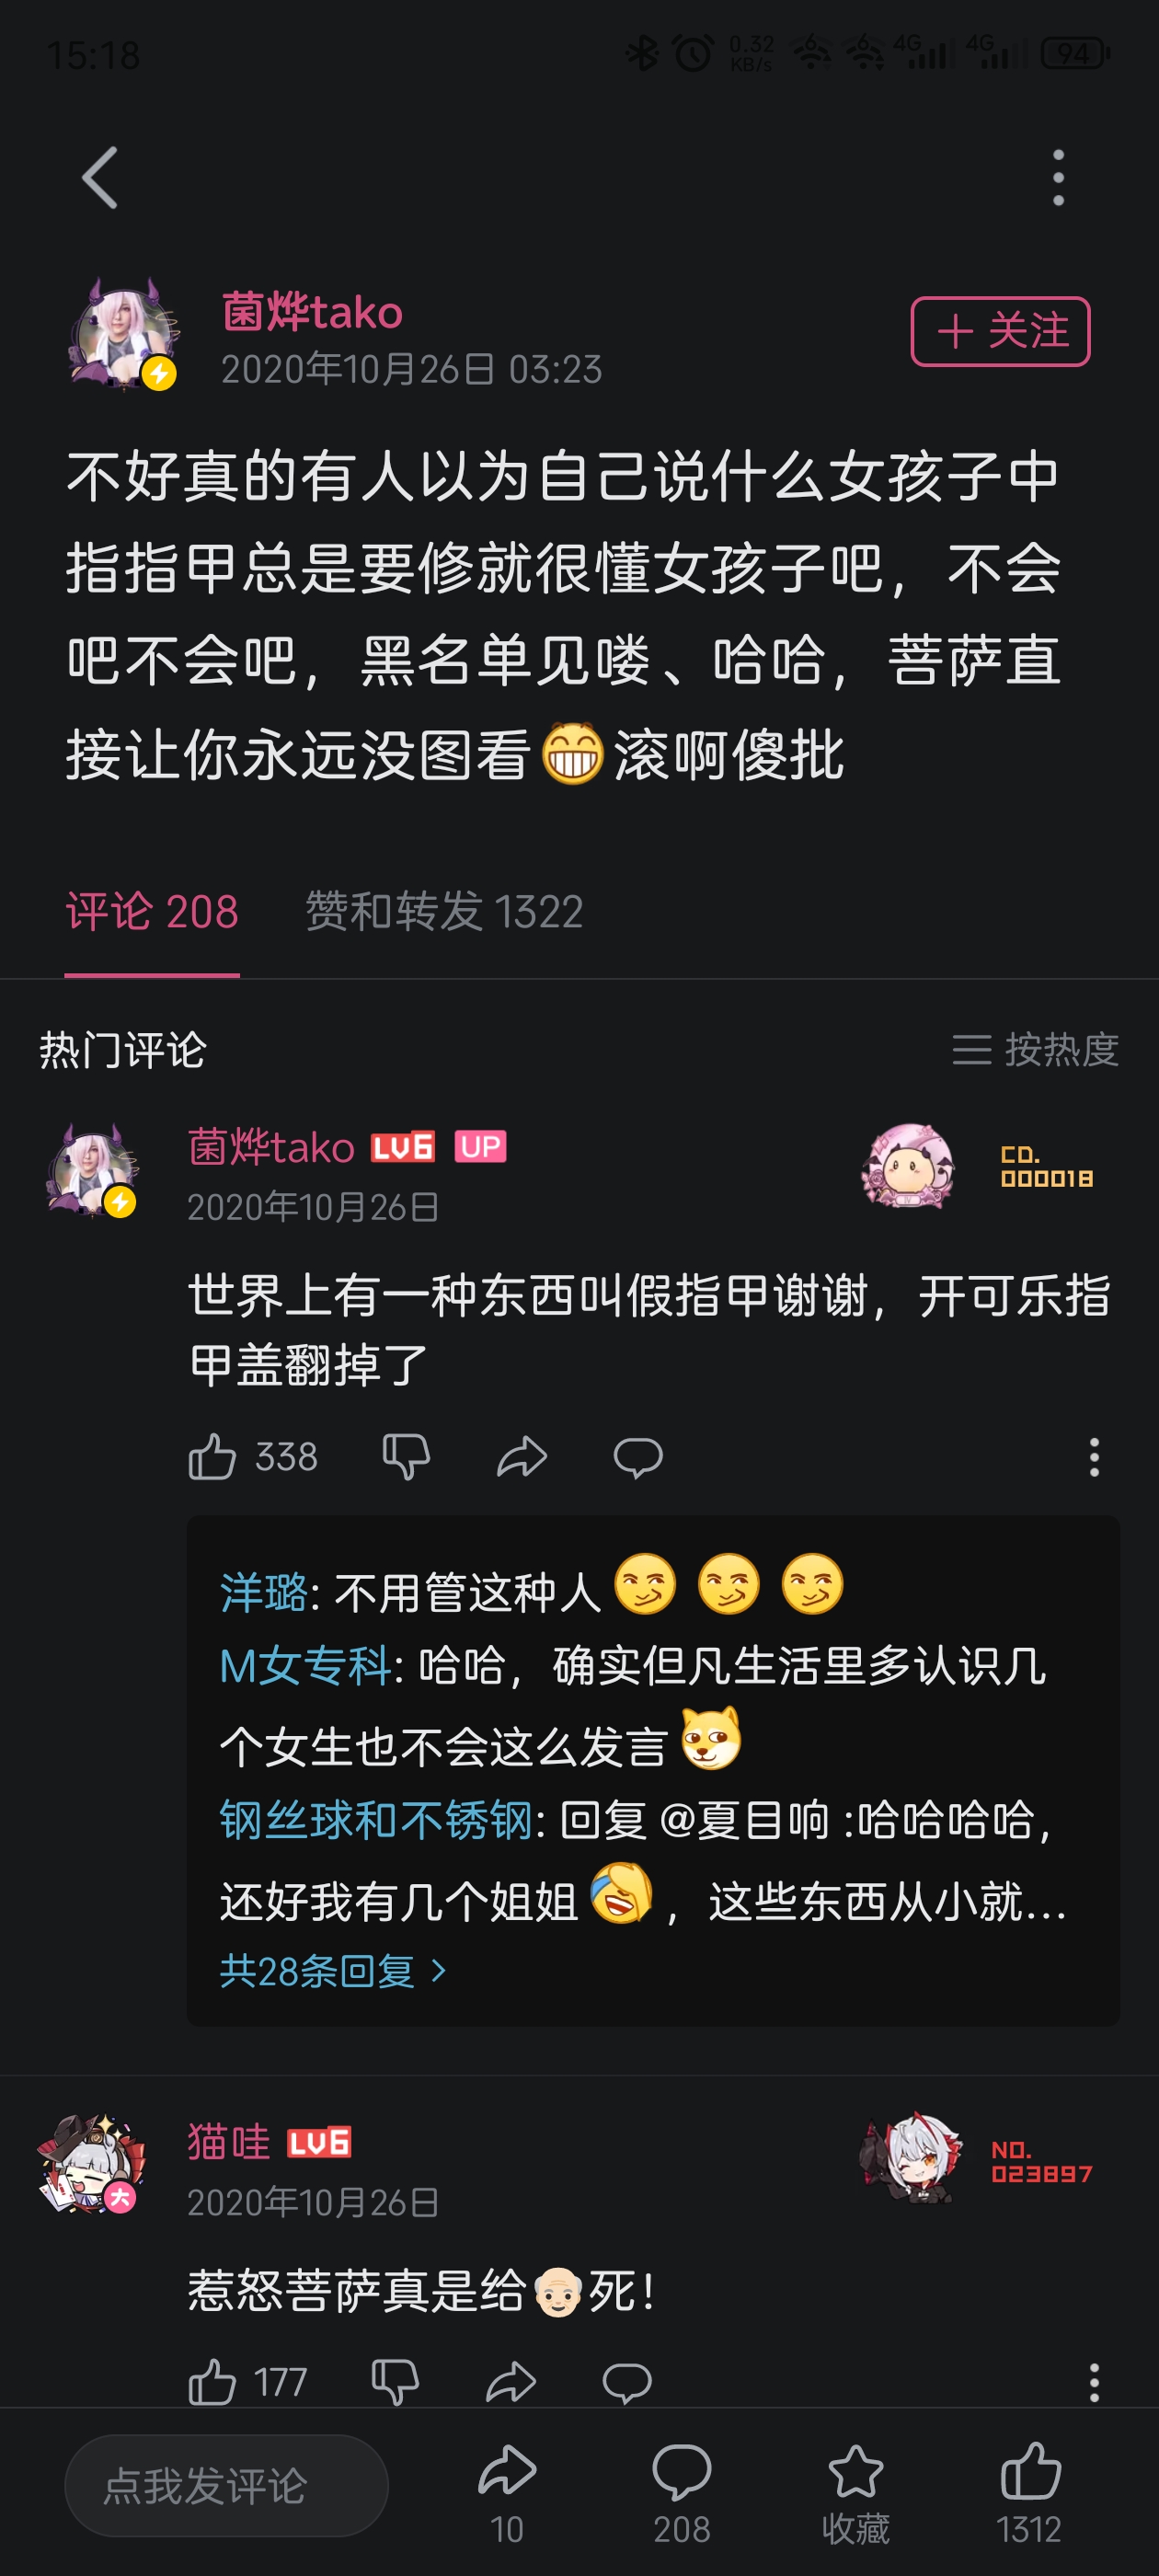 15:18
0.32
KB/s
6
6
4G
4G
94
菌烨tako
2020年10月26日 03:23
+ 关注
不好真的有人以为自己说什么女孩子中
指指甲总是要修就很懂女孩子吧，不会
吧不会吧，黑名单见喽、哈哈，菩萨直
接让你永远没图看😁滚啊傻批
评论 208
赞和转发 1322
热门评论
按热度
菌烨tako LV6 UP
2020年10月26日
CD.
000018
世界上有一种东西叫假指甲谢谢，开可乐指
甲盖翻掉了
338
洋璐: 不用管这种人
M女专科: 哈哈，确实但凡生活里多认识几
个女生也不会这么发言
钢丝球和不锈钢: 回复 @夏目响 :哈哈哈哈，
还好我有几个姐姐，这些东西从小就...
共28条回复 >
猫哇 LV6
大
2020年10月26日
NO.
023897
惹怒菩萨真是给👴🏻死！
177
点我发评论
10
208
收藏
1312